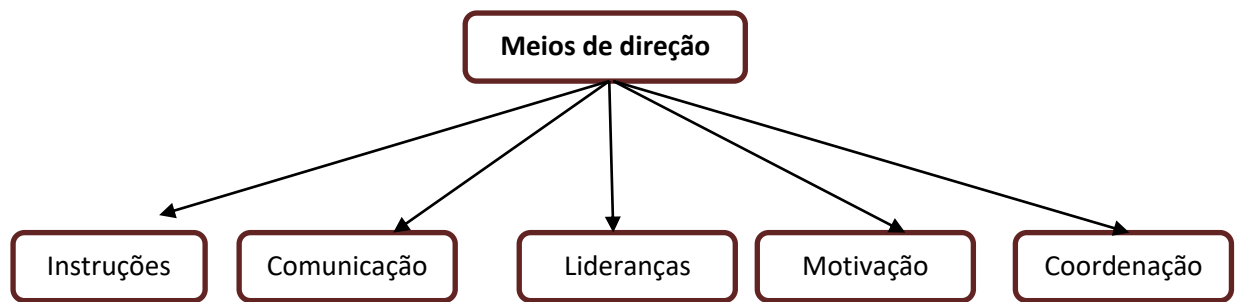 Meios de direção
Instruções
Comunicação
Lideranças
Motivação
Coordenação